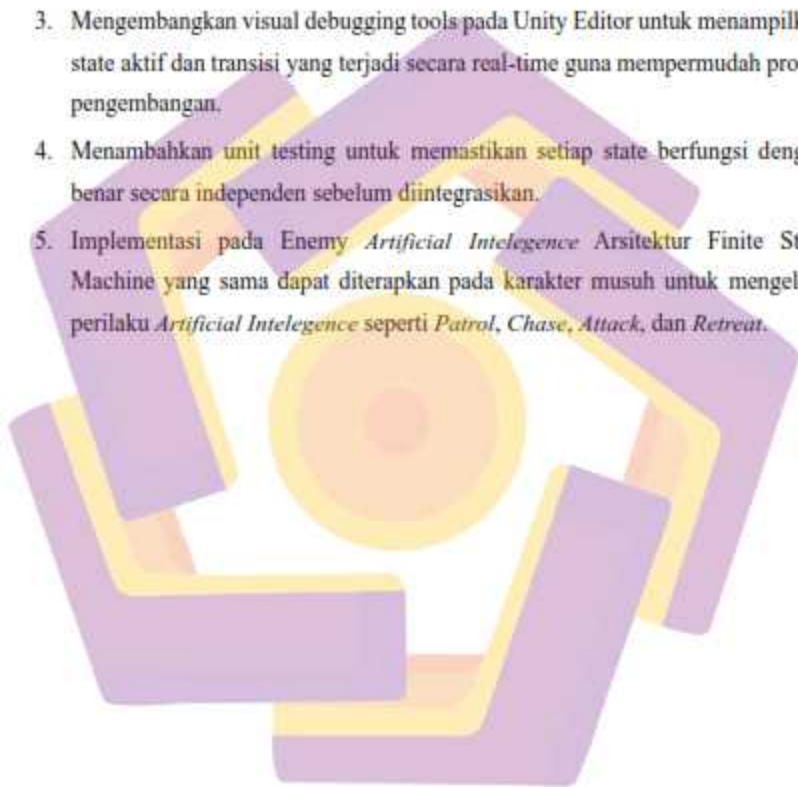 3. Mengembangkan visual debugging tools pada Unity Editor untuk menampilk
state aktif dan transisi yang terjadi secara real-time guna mempermudah pro
pengembangan.
4. Menambahkan unit testing untuk memastikan setiap state berfungsi deng
benar secara independen sebelum diintegrasikan.
5. Implementasi pada Enemy Artificial Intelegence Arsitektur Finite St
Machine yang sama dapat diterapkan pada karakter musuh untuk mengel
perilaku Artificial Intelegence seperti Patrol, Chase, Attack, dan Retreat.